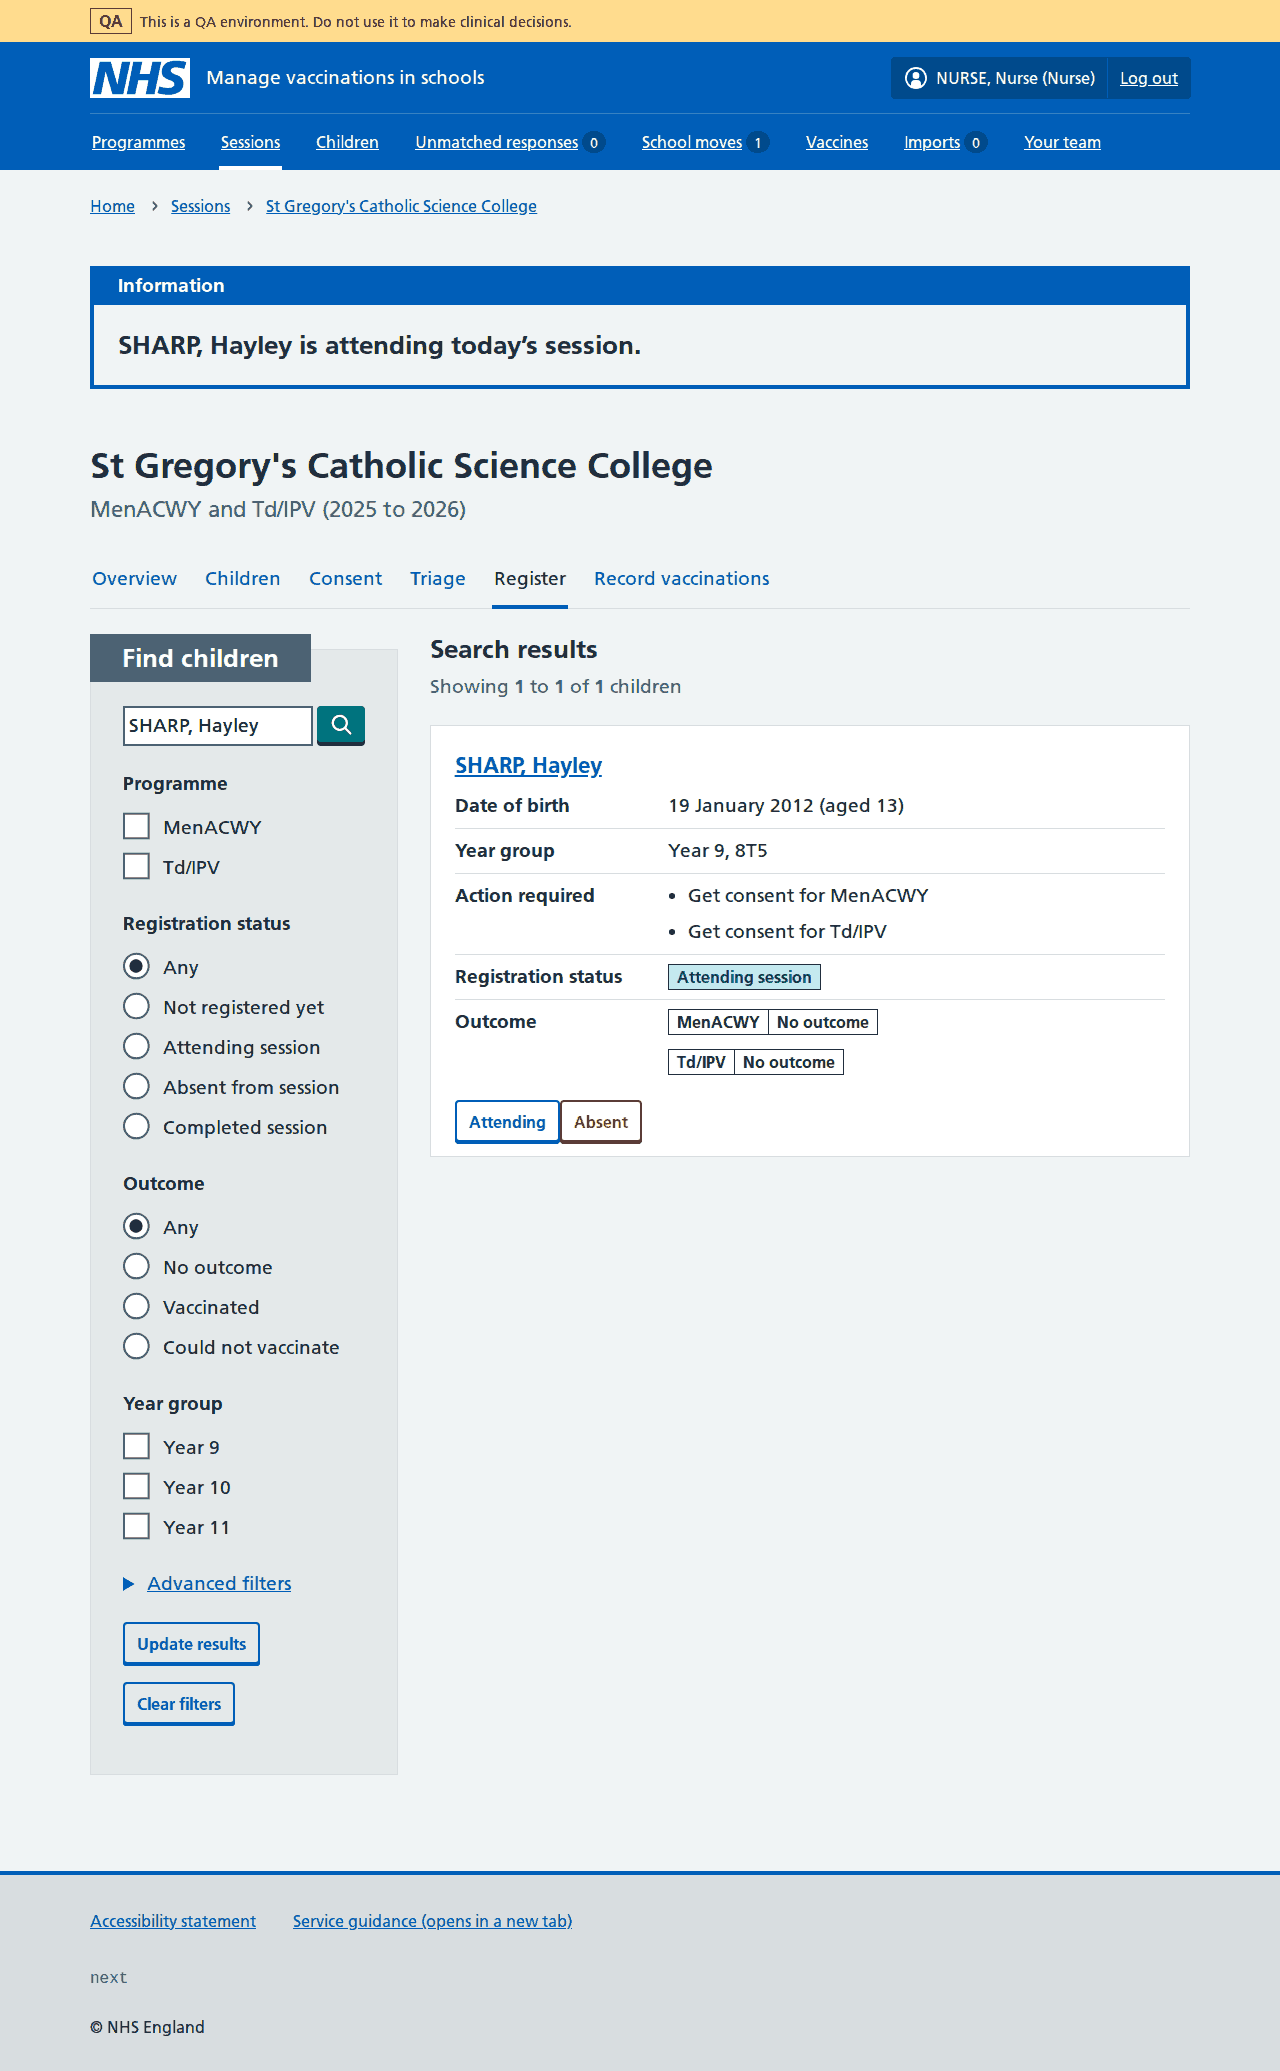 QA This is a QA environment. Do not use it to make clinical decisions.
NHS Manage vaccinations in schools NURSE, Nurse (Nurse) Log out
Programmes Sessions Children Unmatched responses 0 School moves 1 Vaccines Imports 0 Your team
Home Sessions St Gregory's Catholic Science College
Information
SHARP, Hayley is attending today’s session.
St Gregory's Catholic Science College
MenACWY and Td/IPV (2025 to 2026)
Overview Children Consent Triage Register Record vaccinations
Find children
SHARP, Hayley
Programme
MenACWY
Td/IPV
Registration status
Any
Not registered yet
Attending session
Absent from session
Completed session
Outcome
Any
No outcome
Vaccinated
Could not vaccinate
Year group
Year 9
Year 10
Year 11
Advanced filters
Update results
Clear filters
Search results
Showing 1 to 1 of 1 children
SHARP, Hayley
Date of birth 19 January 2012 (aged 13)
Year group Year 9, 8T5
Action required • Get consent for MenACWY
• Get consent for Td/IPV
Registration status Attending session
Outcome MenACWY No outcome
Td/IPV No outcome
Attending Absent
Accessibility statement Service guidance (opens in a new tab)
next
© NHS England